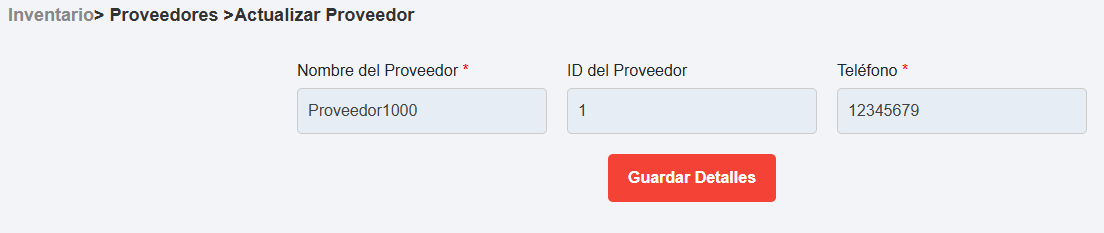 Inventario> Proveedores >Actualizar Proveedor
Nombre del Proveedor * ID del Proveedor Teléfono *
Proveedor1000 1 12345679
Guardar Detalles